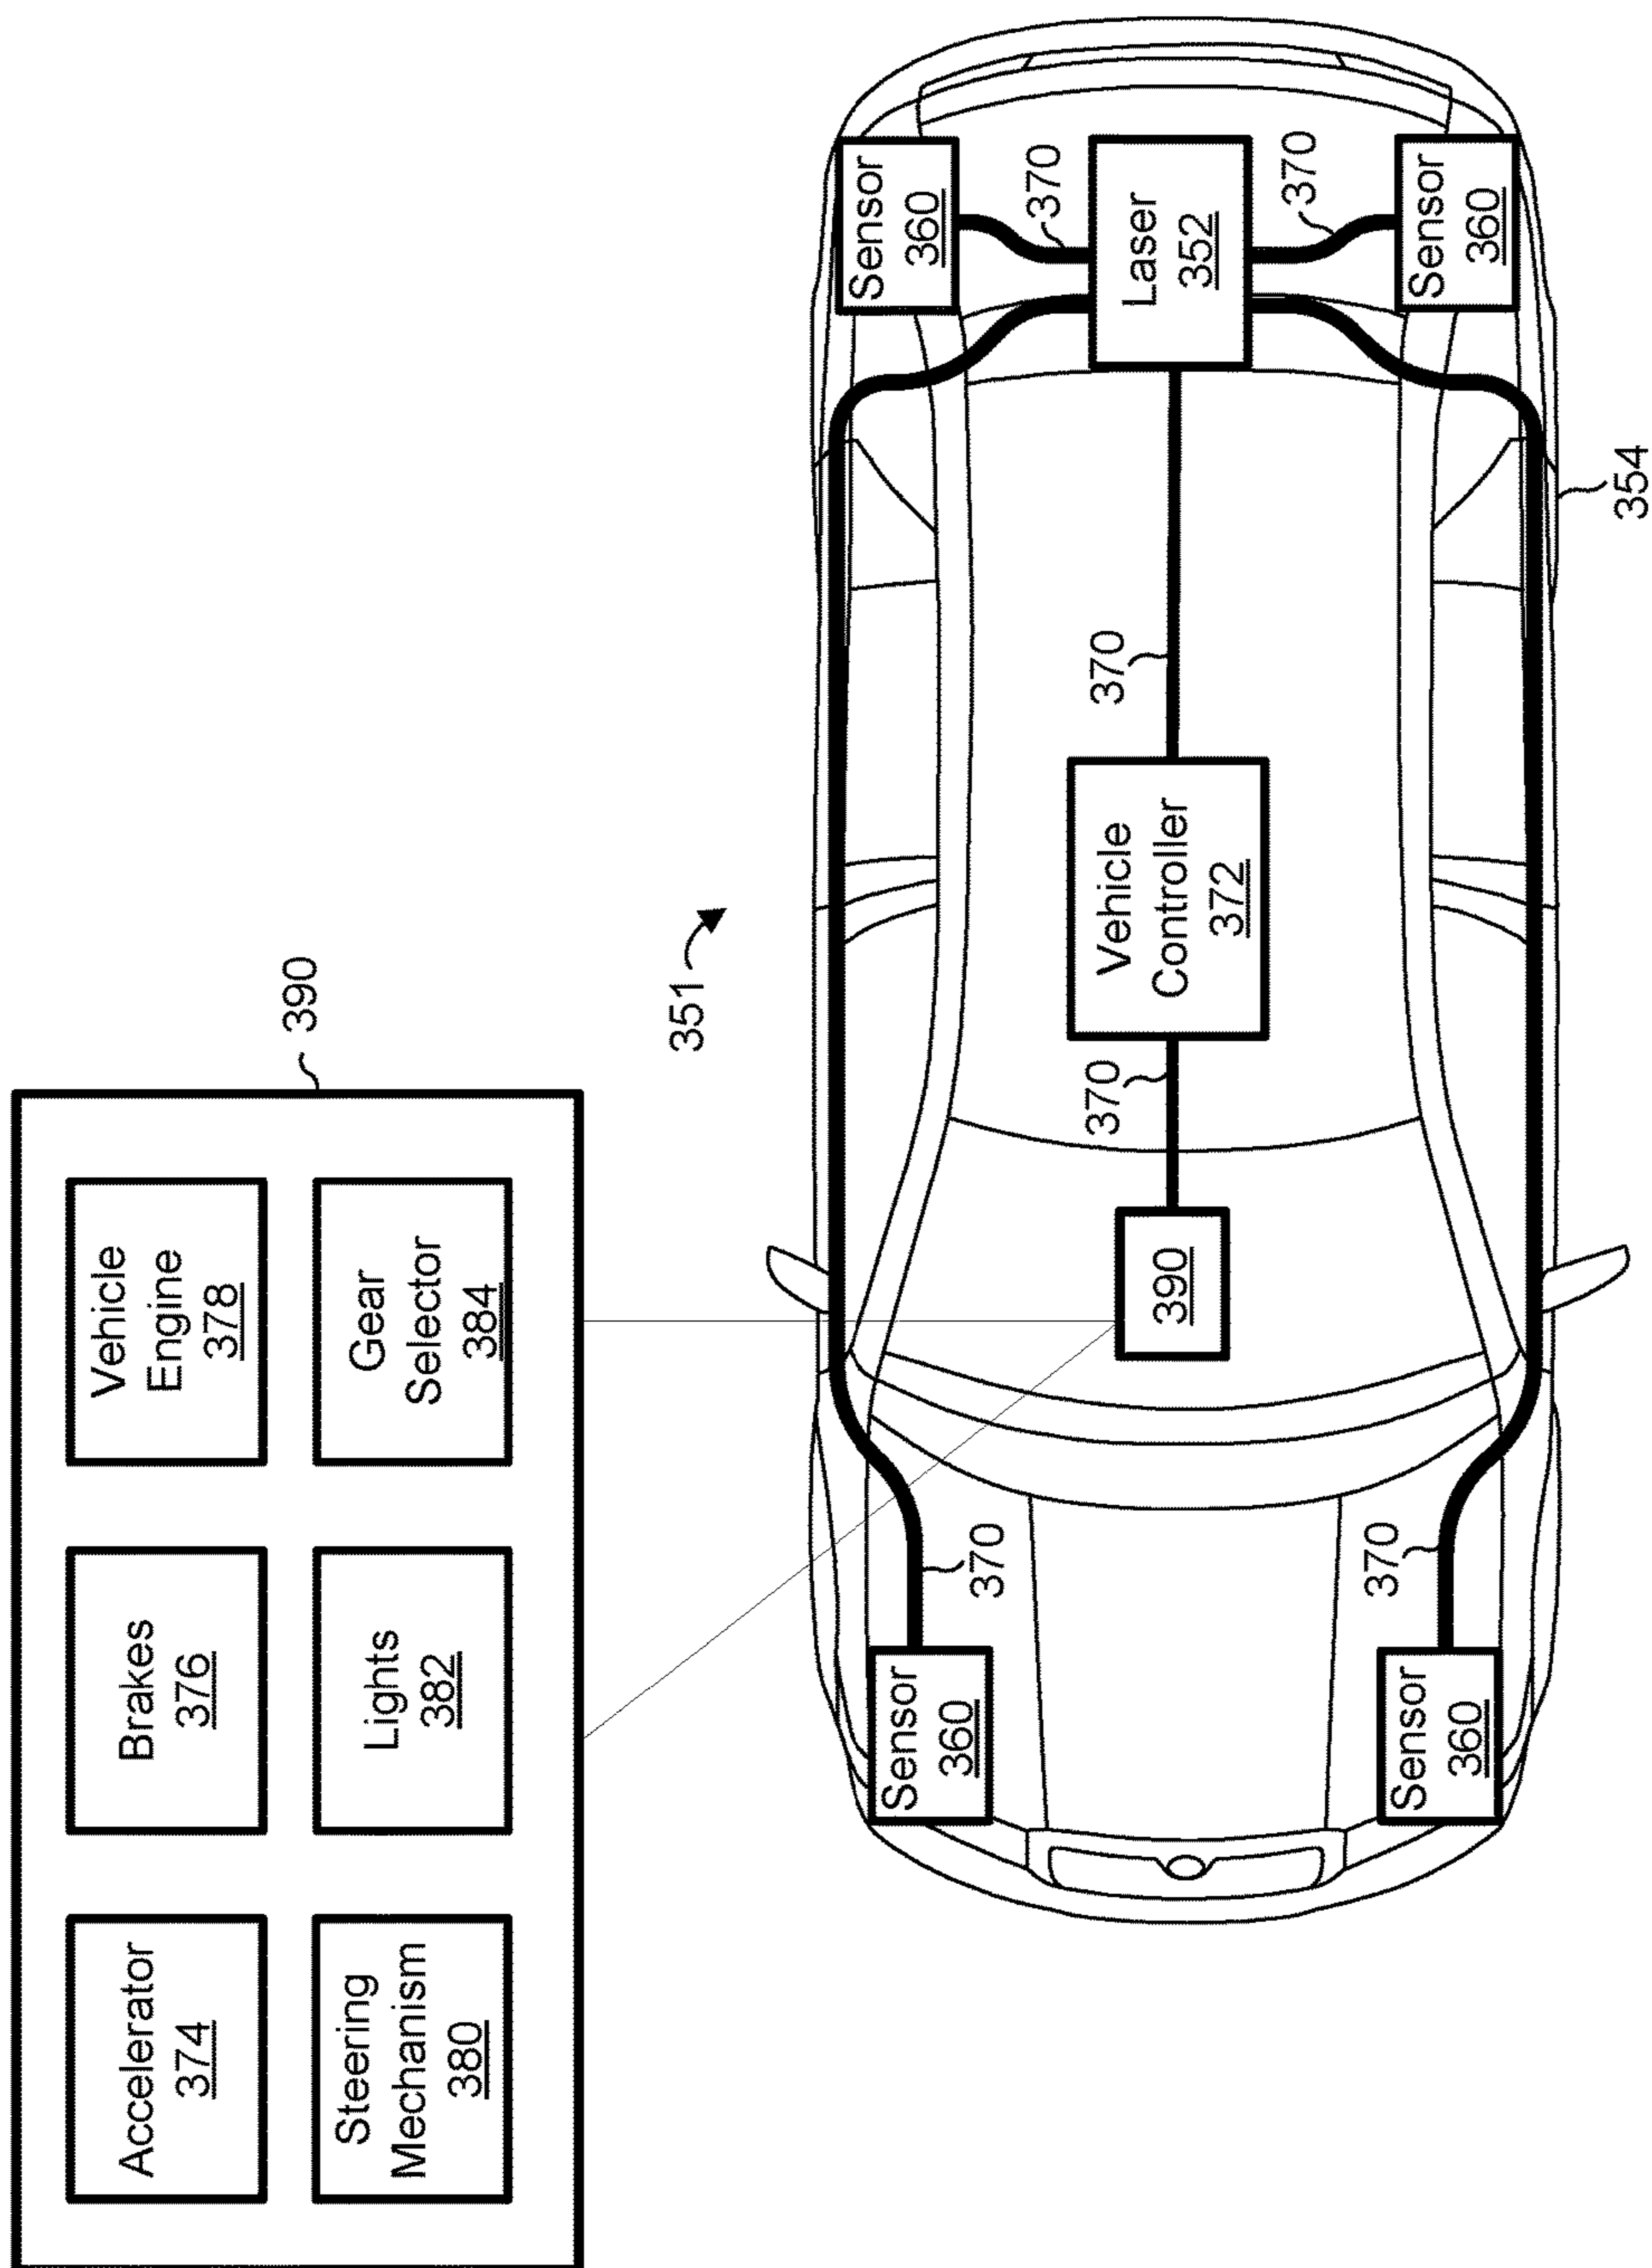 390
Accelerator
374
Brakes
376
Vehicle
Engine
378
Steering
Mechanism
380
Lights
382
Gear
Selector
384
351
Sensor
360
370
370
Sensor
360
390
370
Vehicle
Controller
372
370
Laser
352
370
370
Sensor
360
Sensor
360
354